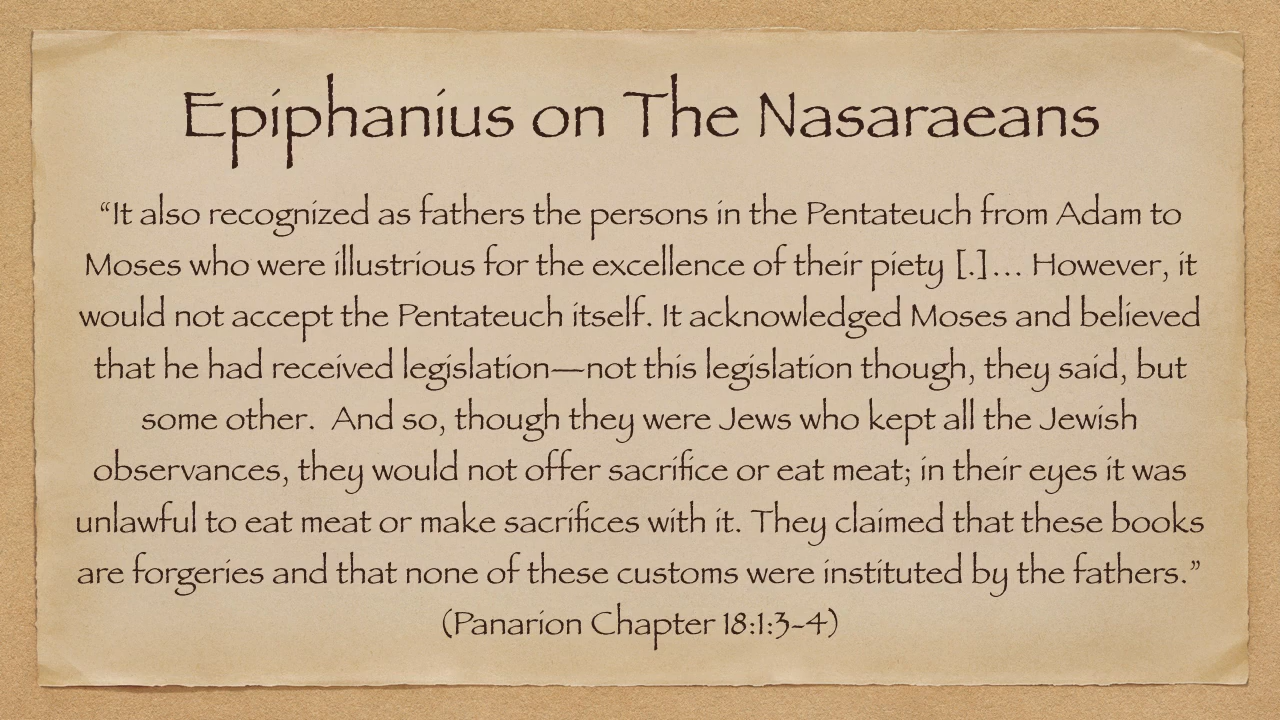 Epiphanius on The Nasaraeans
“It also recognized as fathers the persons in the Pentateuch from Adam to
Moses who were illustrious for the excellence of their piety [.]… However, it
would not accept the Pentateuch itself. It acknowledged Moses and believed
that he had received legislation—not this legislation though, they said, but
some other.  And so, though they were Jews who kept all the Jewish
observances, they would not offer sacrifice or eat meat; in their eyes it was
unlawful to eat meat or make sacrifices with it. They claimed that these books
are forgeries and that none of these customs were instituted by the fathers.”
(Panarion Chapter 18:1:3-4)